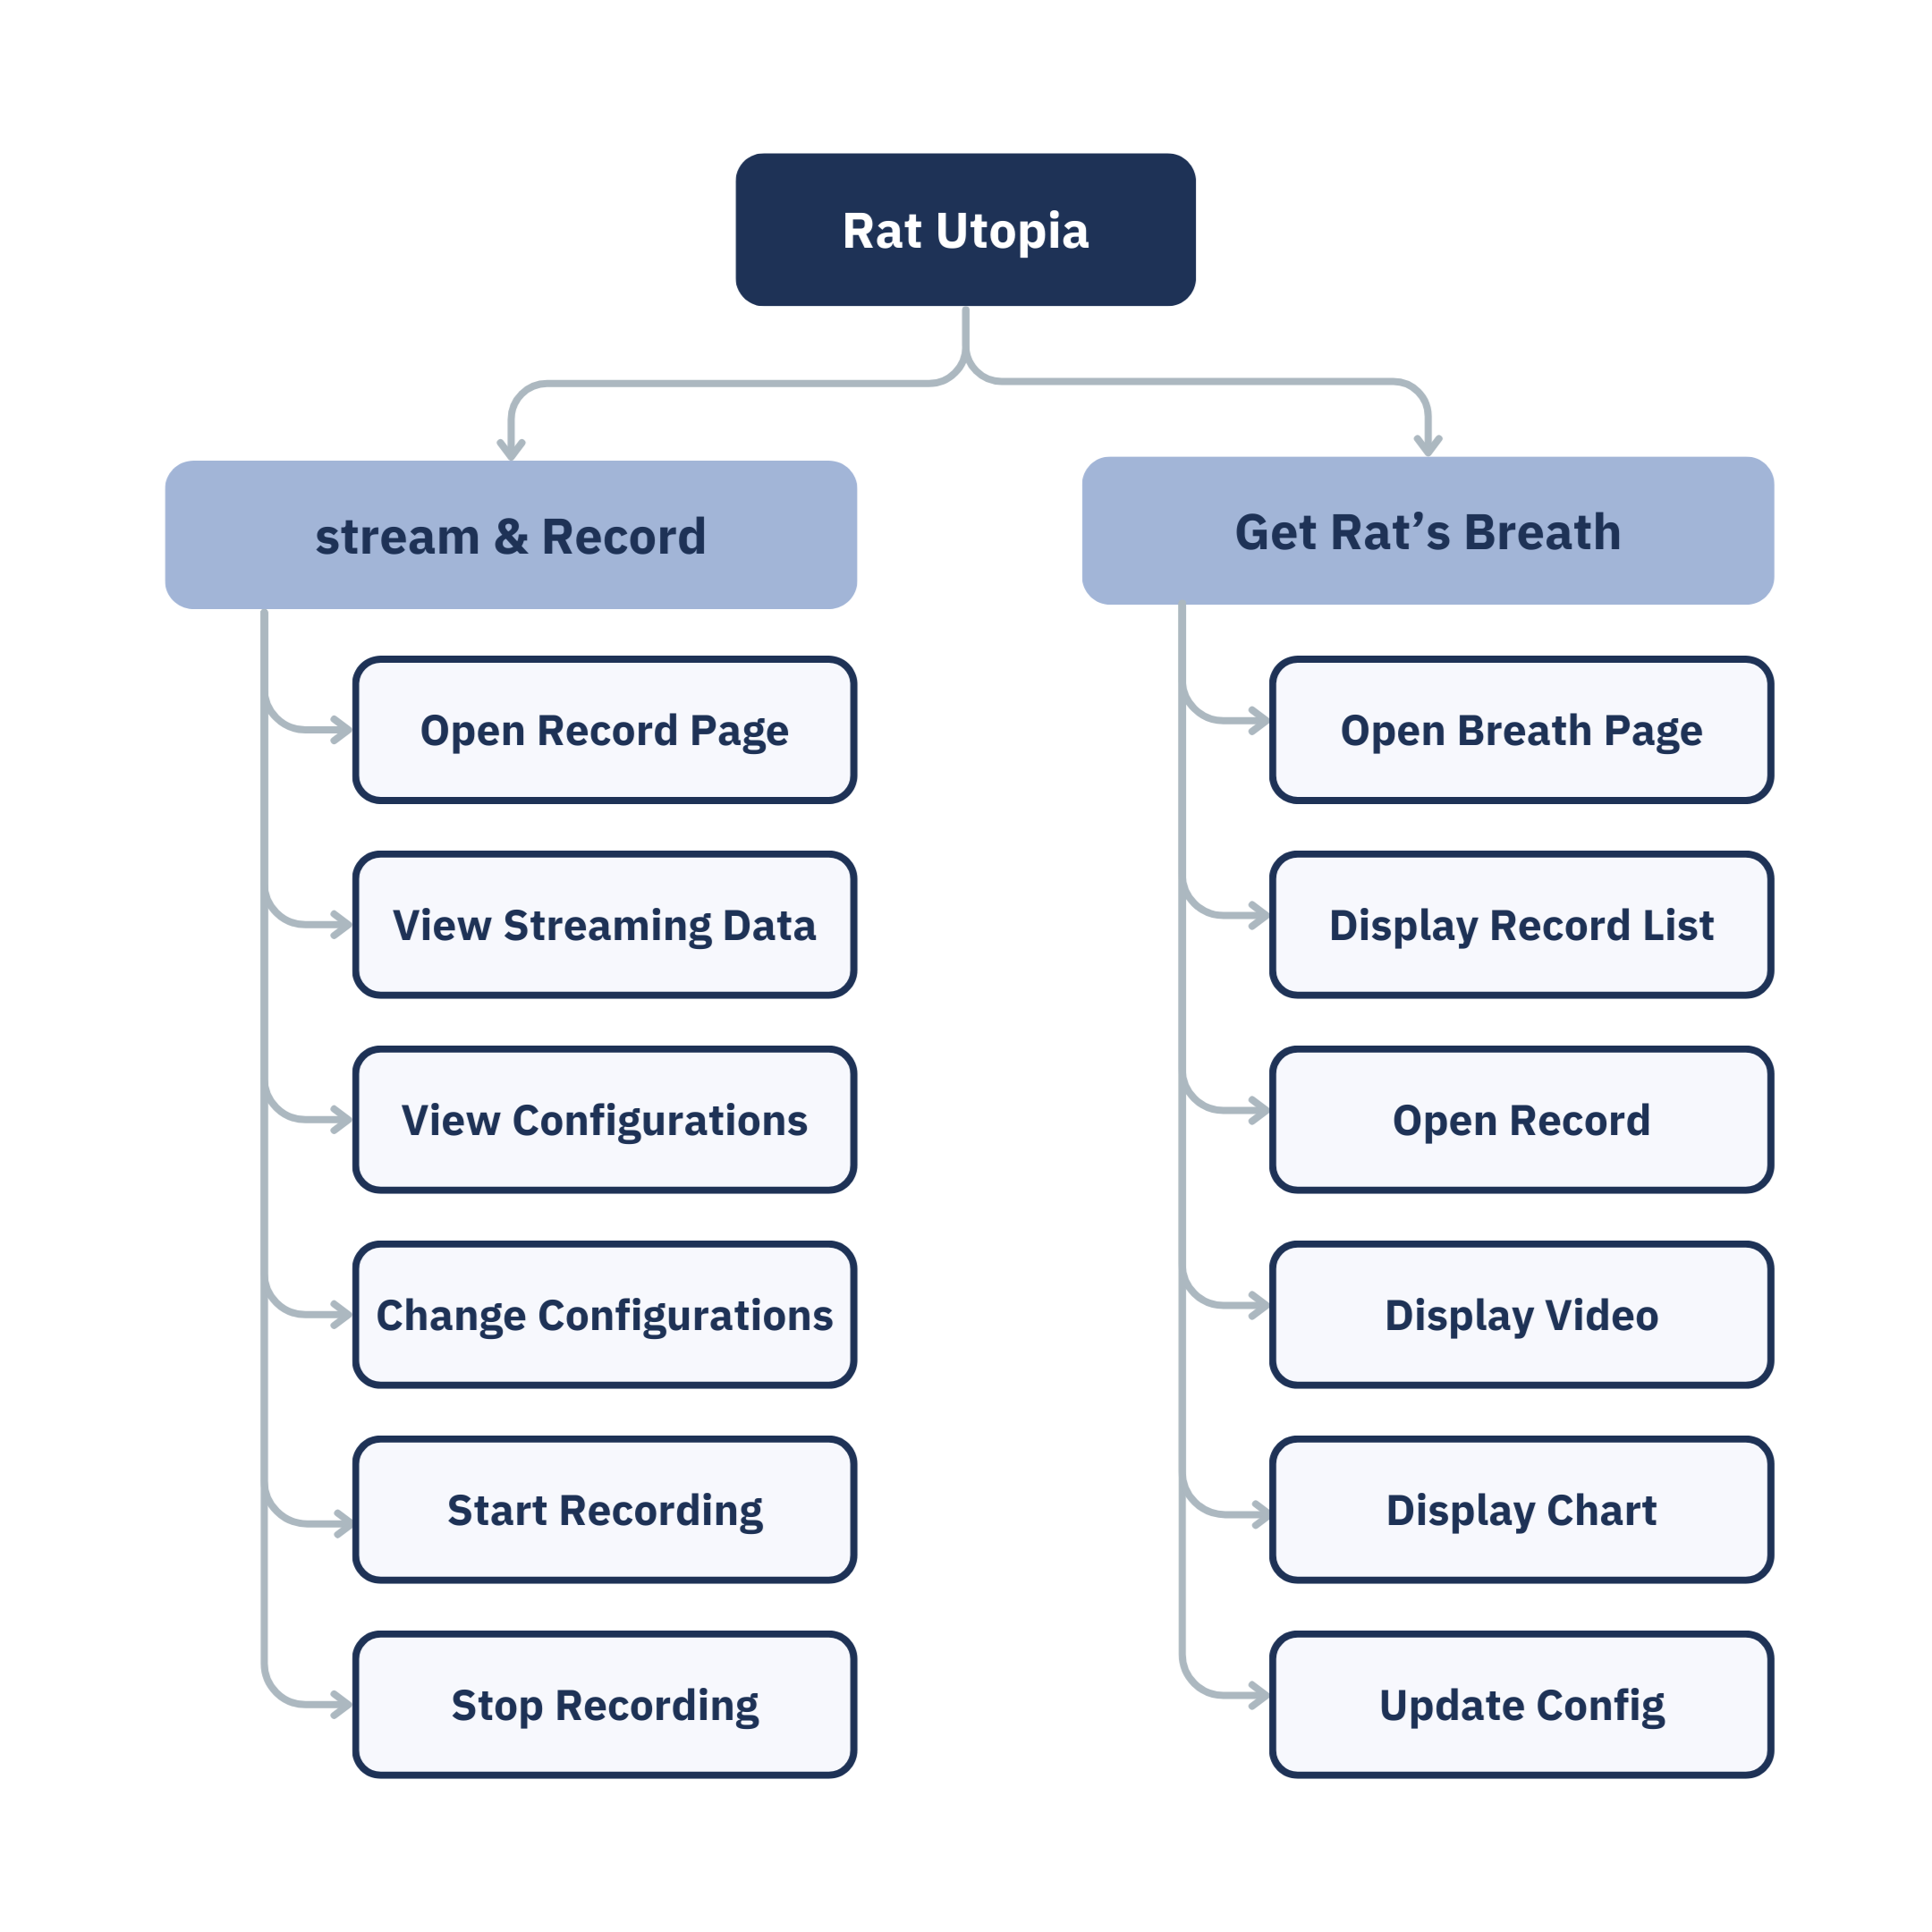 Rat Utopia
stream & Record
Open Record Page
View Streaming Data
View Configurations
Change Configurations
Start Recording
Stop Recording
Get Rat’s Breath
Open Breath Page
Display Record List
Open Record
Display Video
Display Chart
Update Config